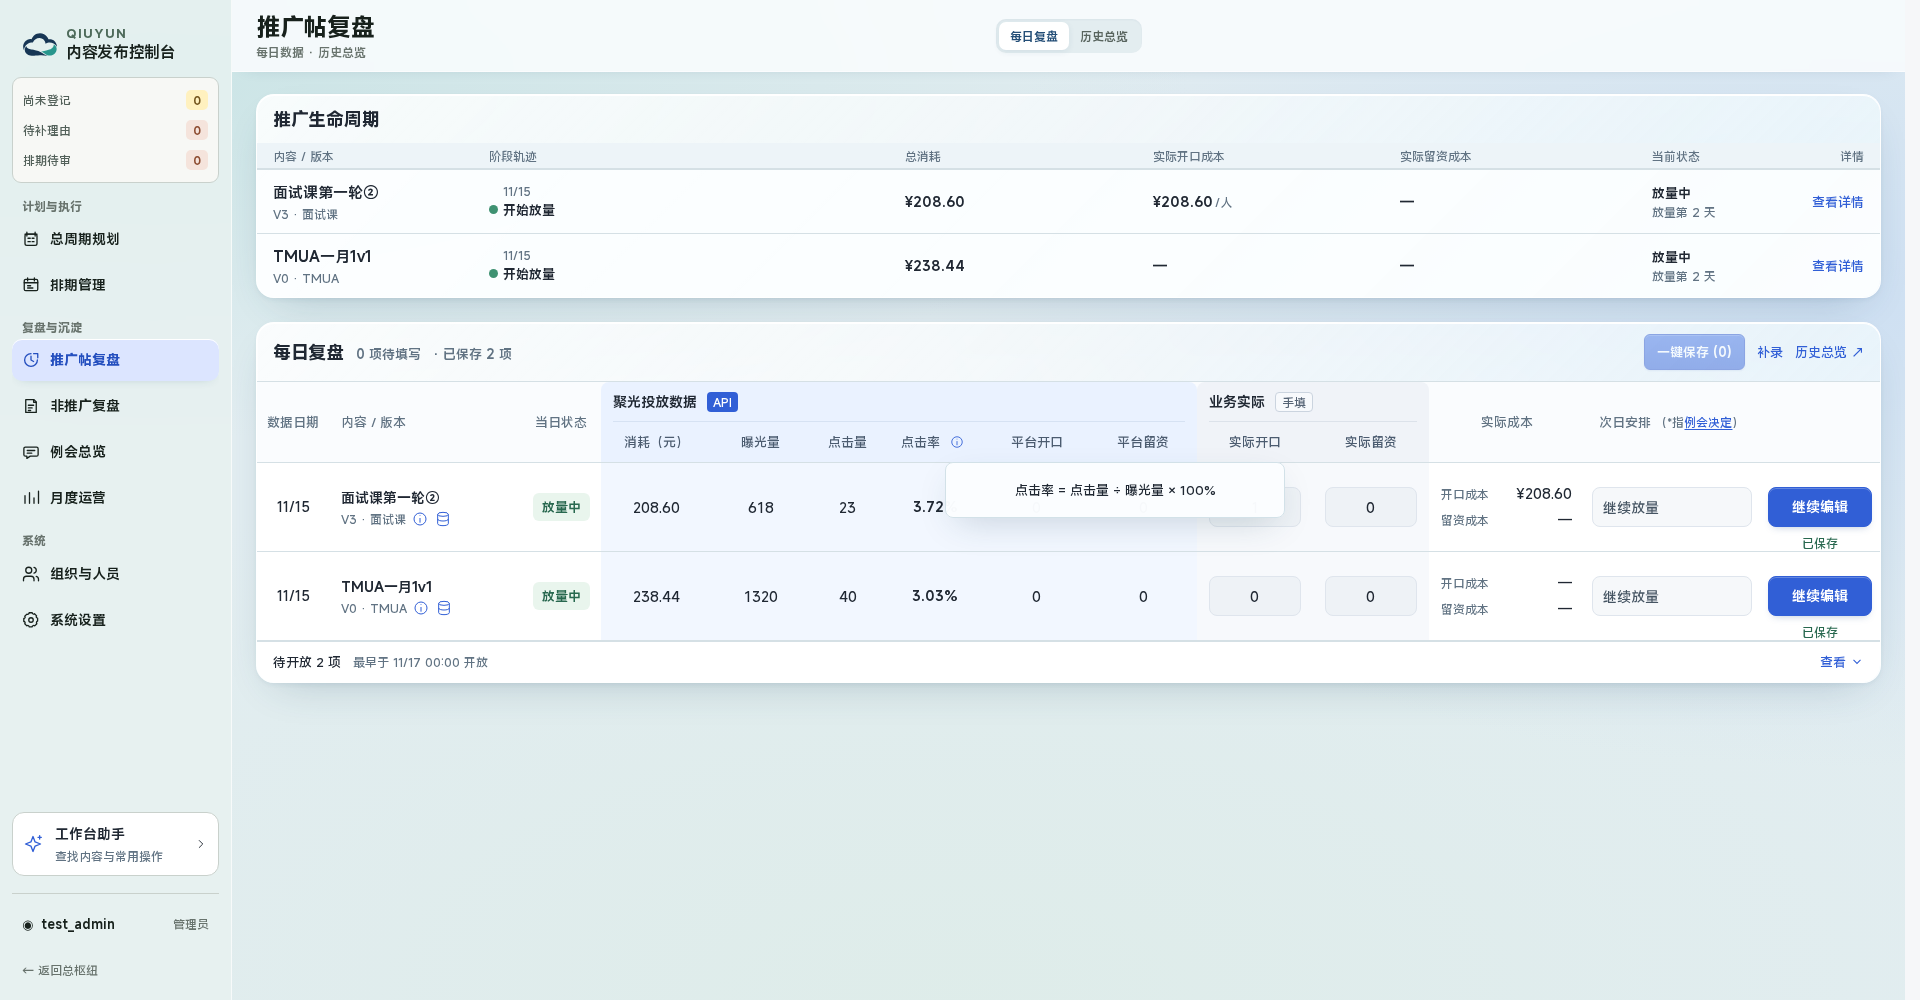 QIUYUN
内容发布控制台
尚未登记 0
待补理由 0
排期待审 0
计划与执行
总周期规划
排期管理
复盘与沉淀
推广帖复盘
非推广复盘
例会总览
月度运营
系统
组织与人员
系统设置
工作台助手
查找内容与常用操作
test_admin 管理员
← 返回总枢纽
推广帖复盘
每日数据 · 历史总览
每日复盘 历史总览
推广生命周期
内容 / 版本 阶段轨迹 总消耗 实际开口成本 实际留资成本 当前状态 详情
面试课第一轮② 11/15 ¥208.60 ¥208.60 /人 — 放量中 查看详情
V3 · 面试课 开始放量 放量第 2 天
TMUA一月1v1 11/15 ¥238.44 — — 放量中 查看详情
V0 · TMUA 开始放量 放量第 2 天
每日复盘 0 项待填写 · 已保存 2 项 一键保存 (0) 补录 历史总览 ↗
聚光投放数据 API 业务实际 手填
数据日期 内容 / 版本 当日状态 实际成本 次日安排 (*指例会决定)
消耗（元） 曝光量 点击量 点击率 平台开口 平台留资 实际开口 实际留资
点击率 = 点击量 ÷ 曝光量 × 100%
11/15 面试课第一轮② 放量中 208.60 618 23 3.72 0 开口成本 ¥208.60 继续放量 继续编辑
V3 · 面试课 留资成本 —
已保存
11/15 TMUA一月1v1 放量中 238.44 1320 40 3.03% 0 0 0 0 开口成本 — 继续放量 继续编辑
V0 · TMUA 留资成本 —
已保存
待开放 2 项 最早于 11/17 00:00 开放 查看